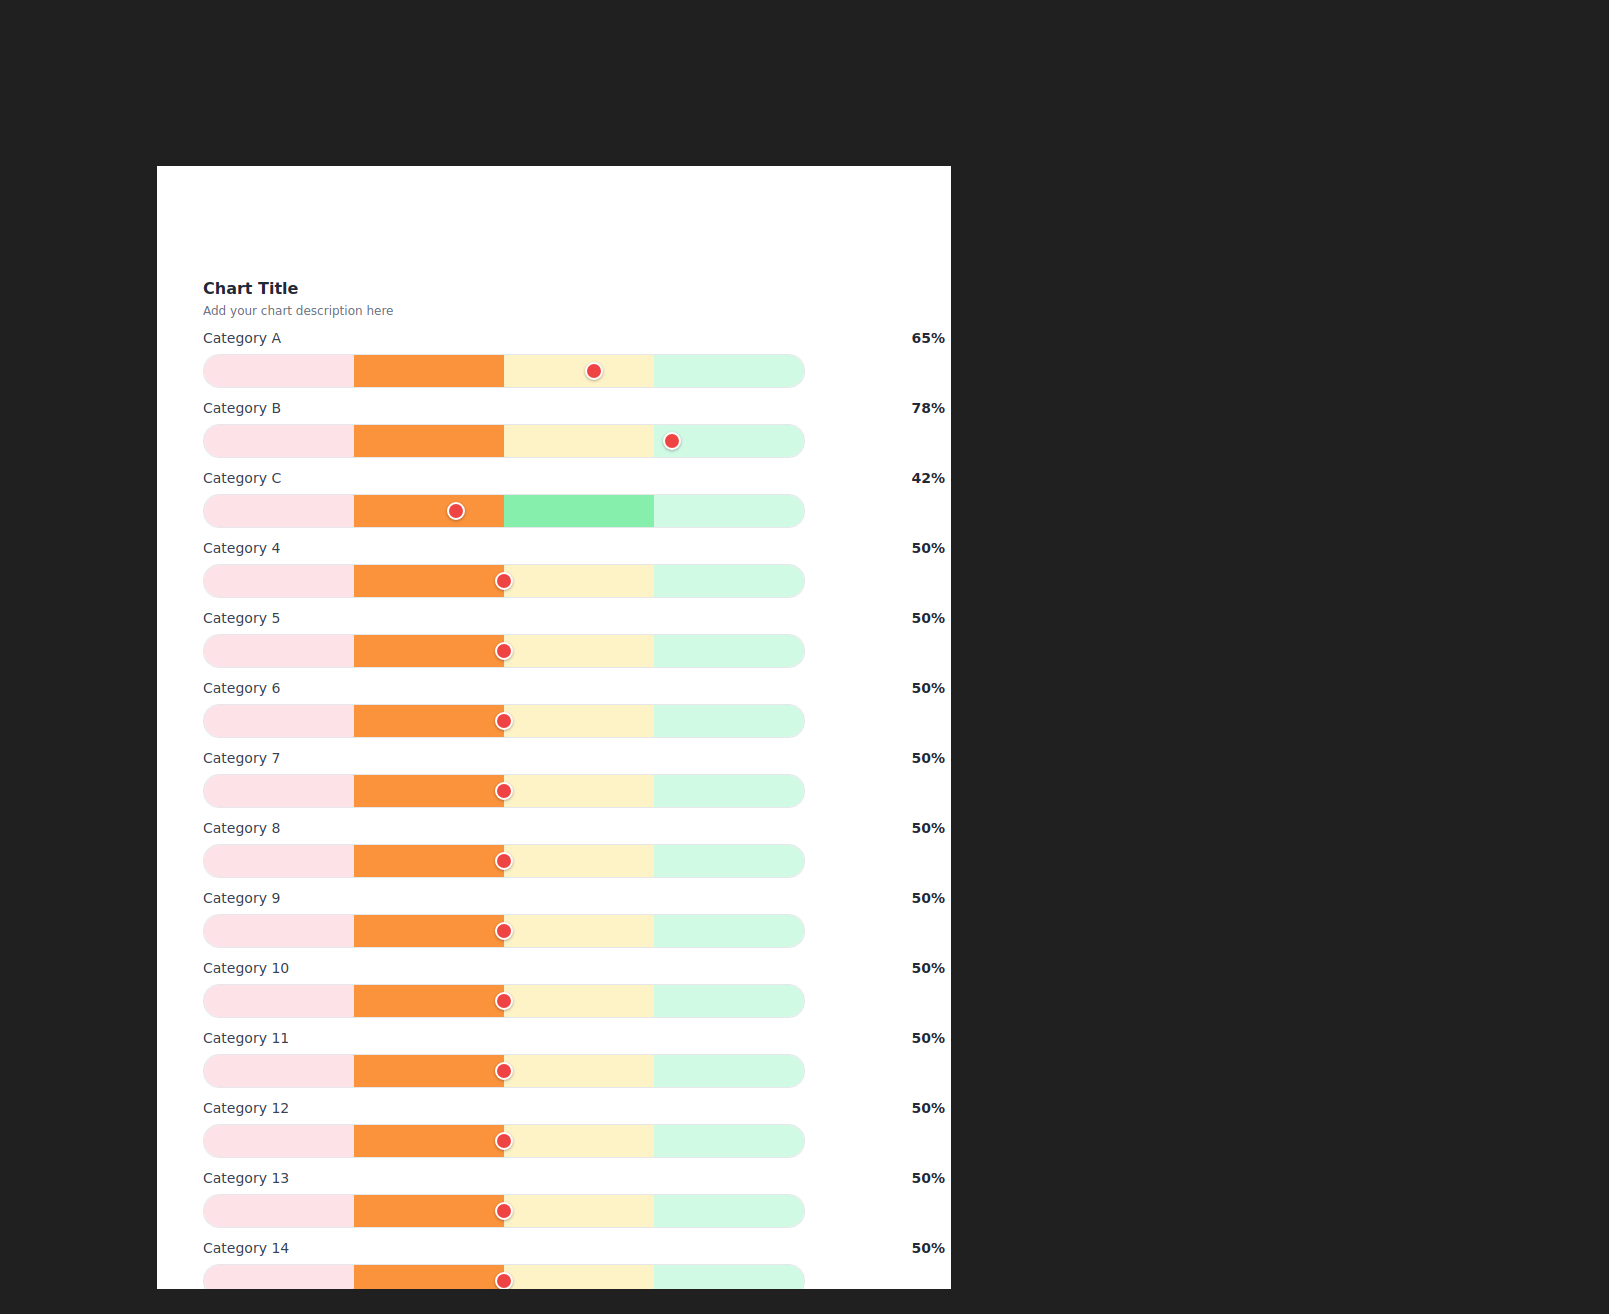 Chart Title
Add your chart description here
Category A 65%
Category B 78%
Category C 42%
Category 4 50%
Category 5 50%
Category 6 50%
Category 7 50%
Category 8 50%
Category 9 50%
Category 10 50%
Category 11 50%
Category 12 50%
Category 13 50%
Category 14 50%